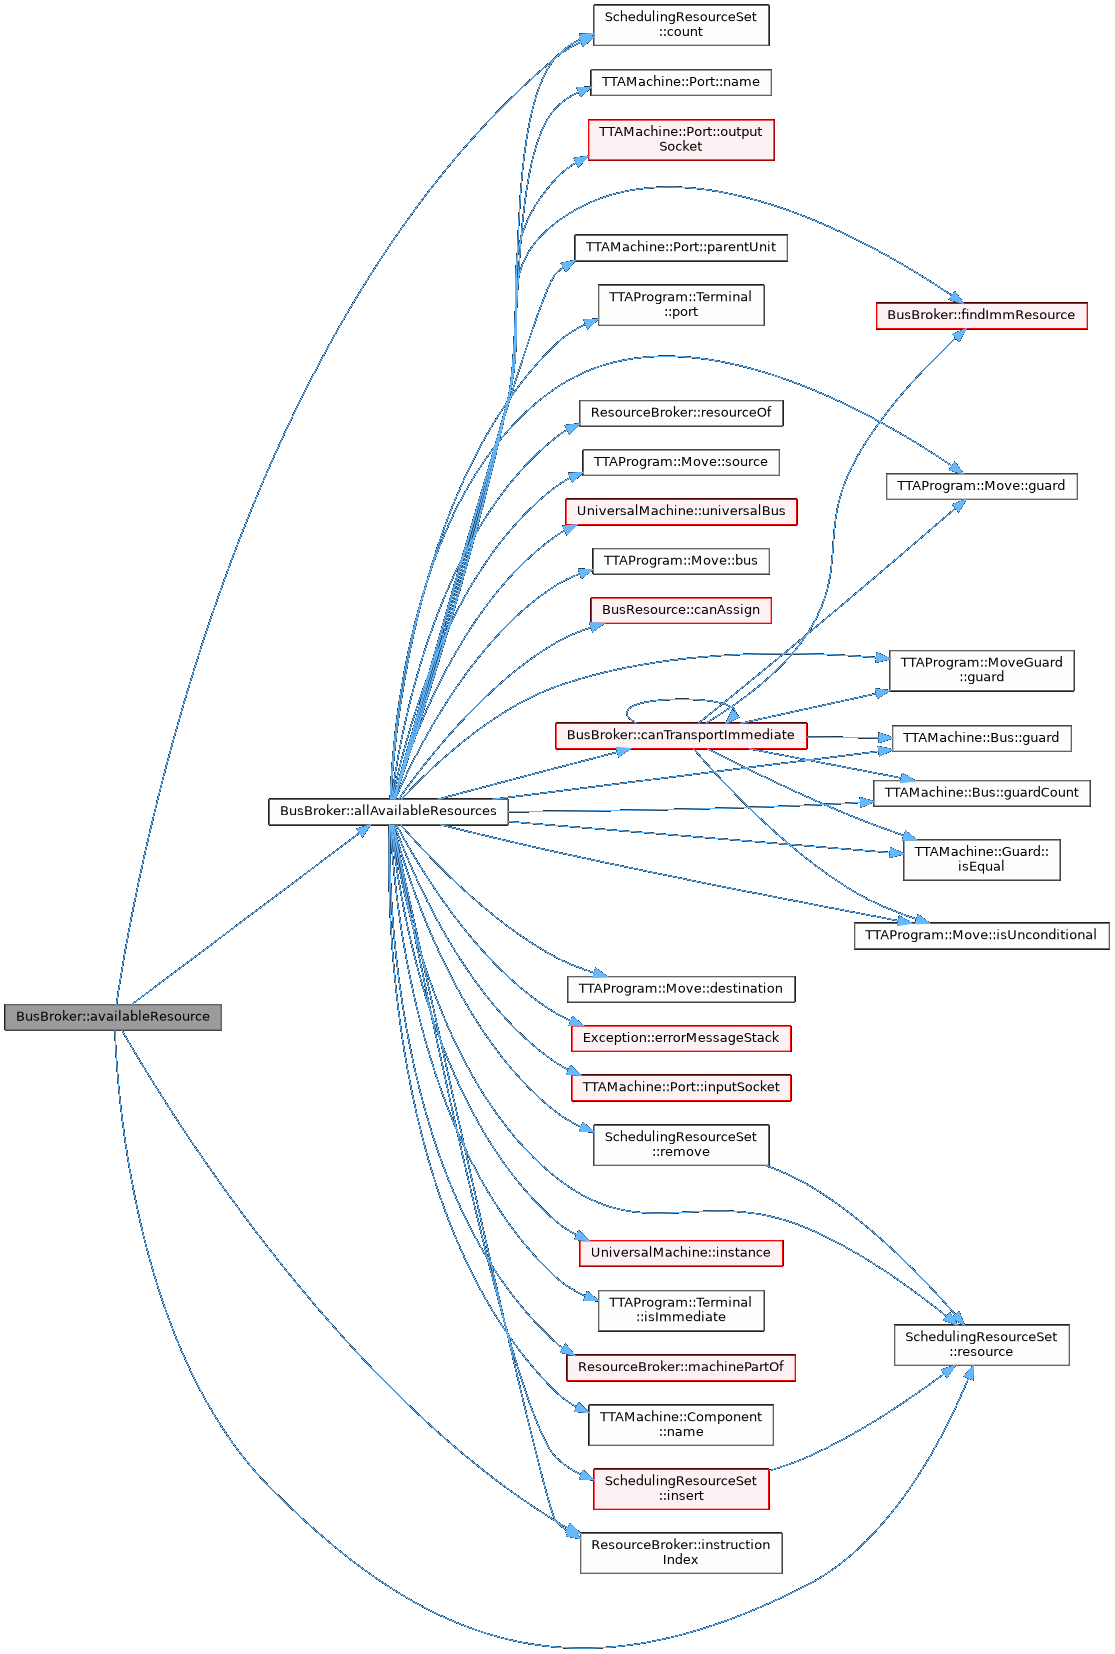 SchedulingResourceSet
::count
TTAMachine::Port::name
TTAMachine::Port::output
Socket
TTAMachine::Port::parentUnit
TTAProgram::Terminal
::port
BusBroker::findImmResource
ResourceBroker::resourceOf
TTAProgram::Move::source
TTAProgram::Move::guard
UniversalMachine::universalBus
TTAProgram::Move::bus
BusResource::canAssign
TTAProgram::MoveGuard
::guard
BusBroker::canTransportImmediate
TTAMachine::Bus::guard
TTAMachine::Bus::guardCount
BusBroker::allAvailableResources
TTAMachine::Guard::
isEqual
TTAProgram::Move::isUnconditional
TTAProgram::Move::destination
BusBroker::availableResource
Exception::errorMessageStack
TTAMachine::Port::inputSocket
SchedulingResourceSet
::remove
UniversalMachine::instance
TTAProgram::Terminal
::isImmediate
SchedulingResourceSet
::resource
ResourceBroker::machinePartOf
TTAMachine::Component
::name
SchedulingResourceSet
::insert
ResourceBroker::instruction
Index